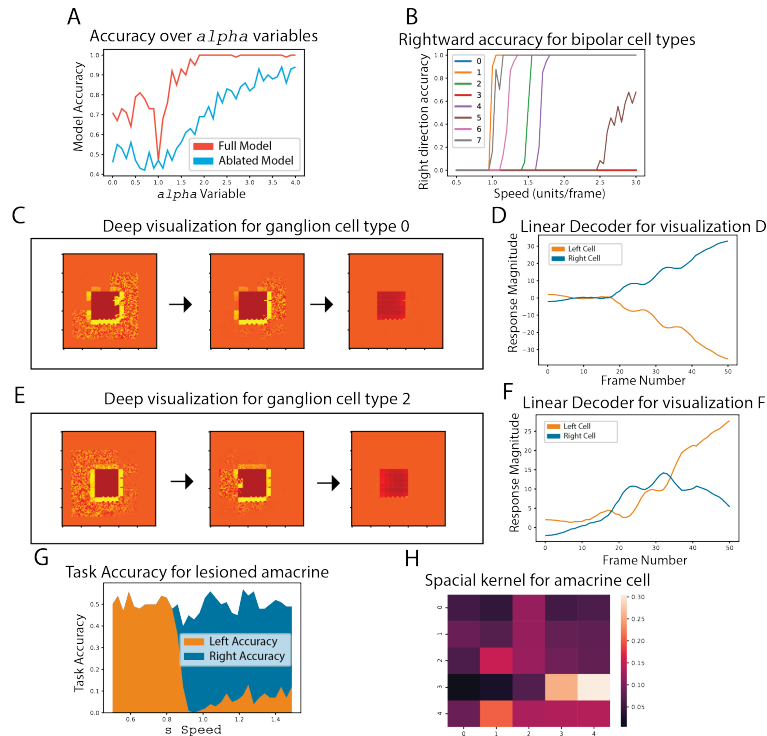 A
Accuracy over alpha variables
1.0
0.9
0.8
0.7
0.6
0.5
0.4
Model Accuracy
Full Model
Ablated Model
0.0 0.5 1.0 1.5 2.0 2.5 3.0 3.5 4.0
alpha Variable
B
Rightward accuracy for bipolar cell types
1.0
0.8
0.6
0.4
0.2
0.0
Right direction accuracy
0
1
2
3
4
5
6
7
0.5 1.0 1.5 2.0 2.5 3.0
Speed (units/frame)
C
Deep visualization for ganglion cell type 0
D
Linear Decoder for visualization D
30
20
10
0
−10
−20
−30
Response Magnitude
Left Cell
Right Cell
0 10 20 30 40 50
Frame Number
E
Deep visualization for ganglion cell type 2
F
Linear Decoder for visualization F
25
20
15
10
5
0
Response Magnitude
Left Cell
Right Cell
0 10 20 30 40 50
Frame Number
G
Task Accuracy for lesioned amacrine
0.5
0.4
0.3
0.2
0.1
0.0
Task Accuracy
Left Accuracy
Right Accuracy
0.6 0.8 1.0 1.2 1.4
s Speed
H
Spacial kernel for amacrine cell
0
1
2
3
4
0 1 2 3 4
0.30
0.25
0.20
0.15
0.10
0.05